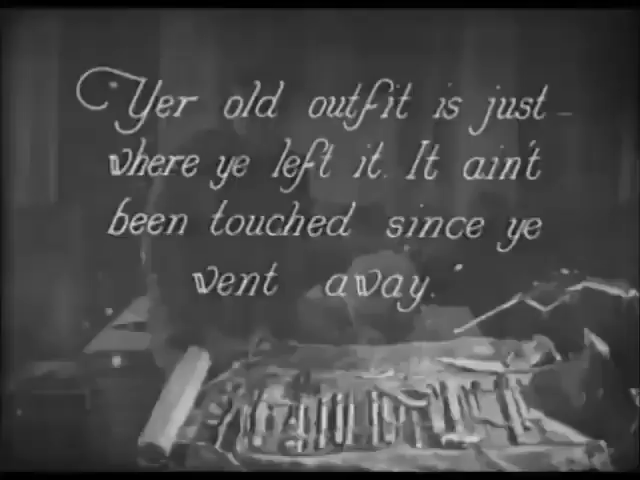 "Yer old outfit is just –
where ye left it. It ain't
been touched since ye
went away."